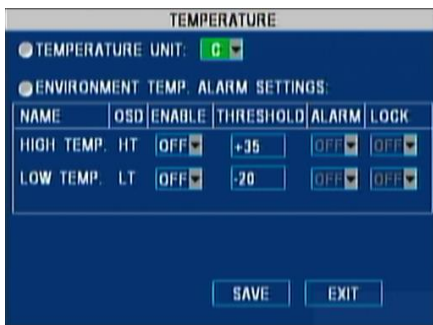 TEMPERATURE
TEMPERATURE UNIT: C
ENVIRONMENT TEMP. ALARM SETTINGS:
NAME OSD ENABLE THRESHOLD ALARM LOCK
HIGH TEMP. HT OFF +35 OFF OFF
LOW TEMP. LT OFF -20 OFF OFF
SAVE EXIT